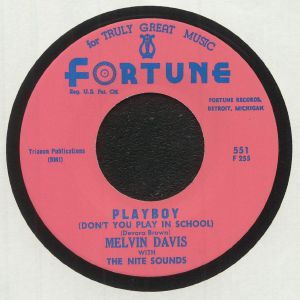 for TRULY GREAT MUSIC
FORTUNE
Reg. U.S. Pat. Off.
FORTUNE RECORDS,
DETROIT, MICHIGAN
Trianon Publications
(BMI)
551
F 255
PLAYBOY
(DON'T YOU PLAY IN SCHOOL)
(Devora Brown)
MELVIN DAVIS
WITH
THE NITE SOUNDS